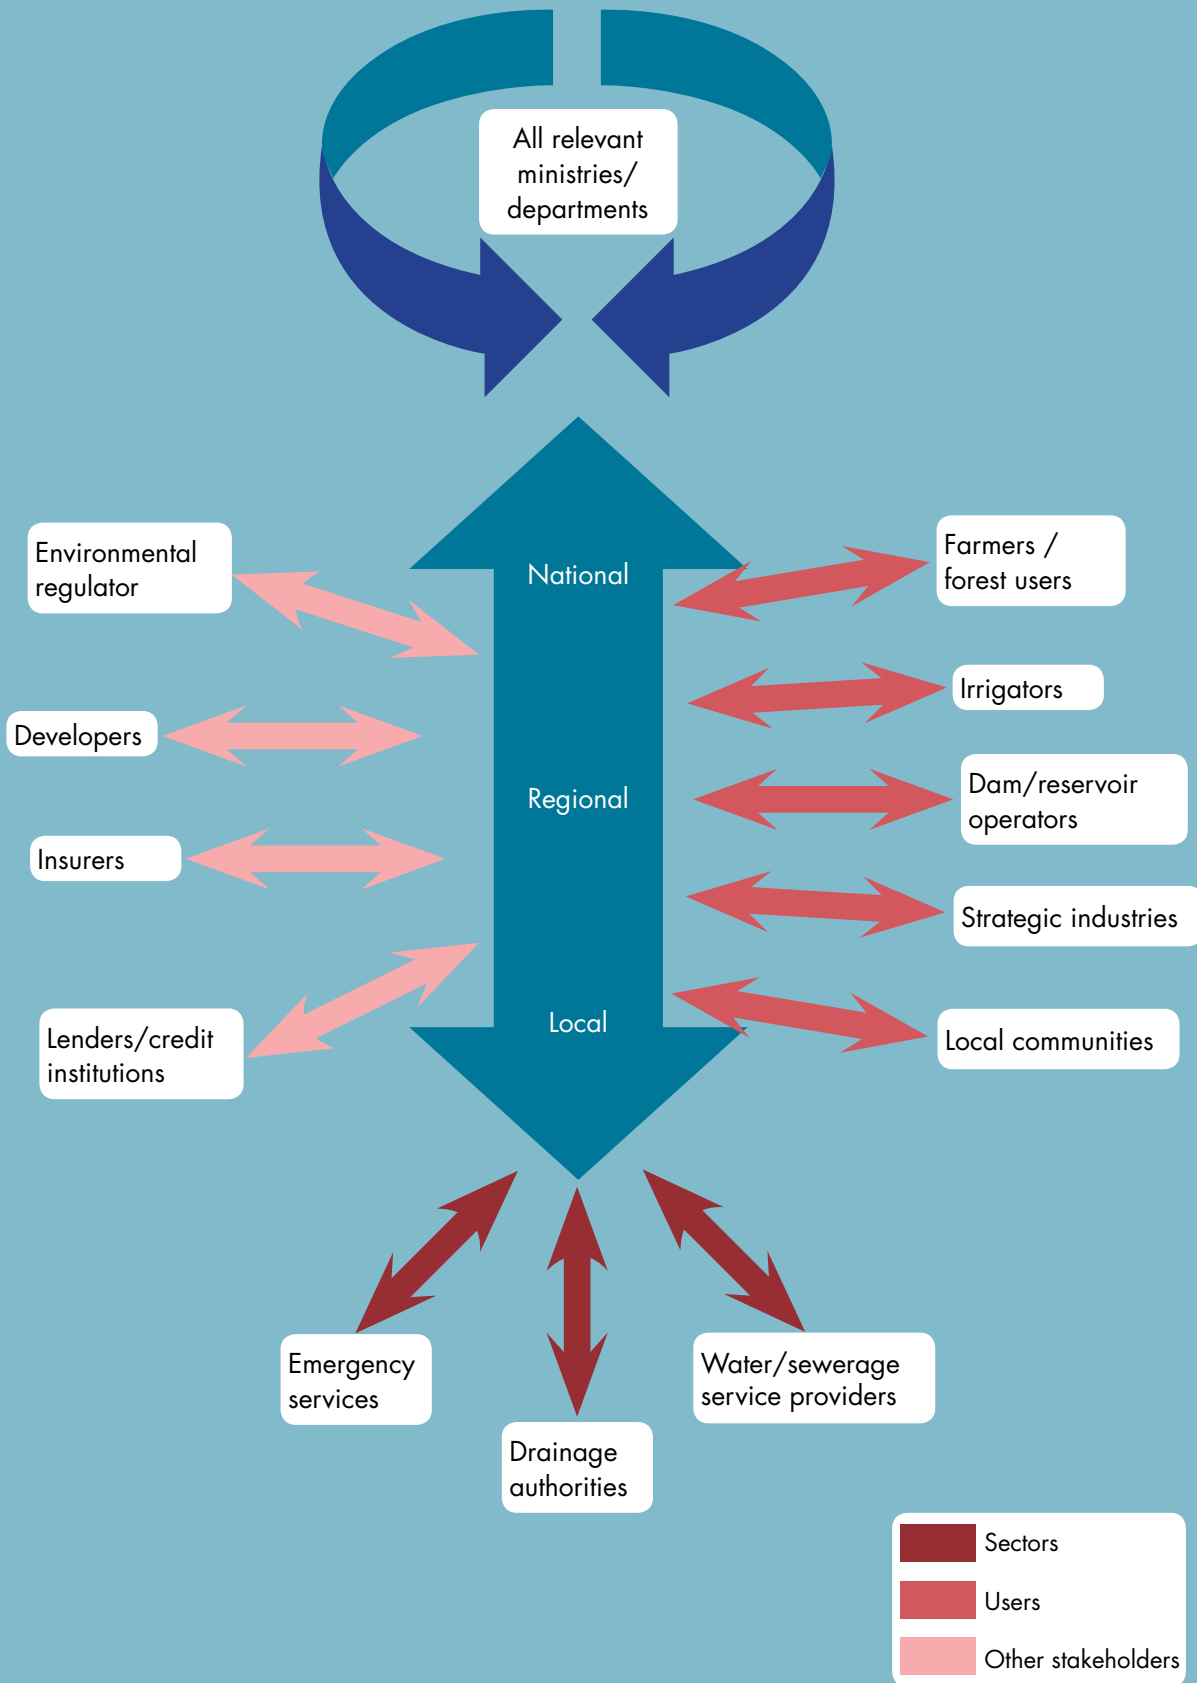 All relevant
ministries/
departments
National
Regional
Local
Environmental
regulator
Developers
Insurers
Lenders/credit
institutions
Farmers /
forest users
Irrigators
Dam/reservoir
operators
Strategic industries
Local communities
Emergency
services
Drainage
authorities
Water/sewerage
service providers
Sectors
Users
Other stakeholders